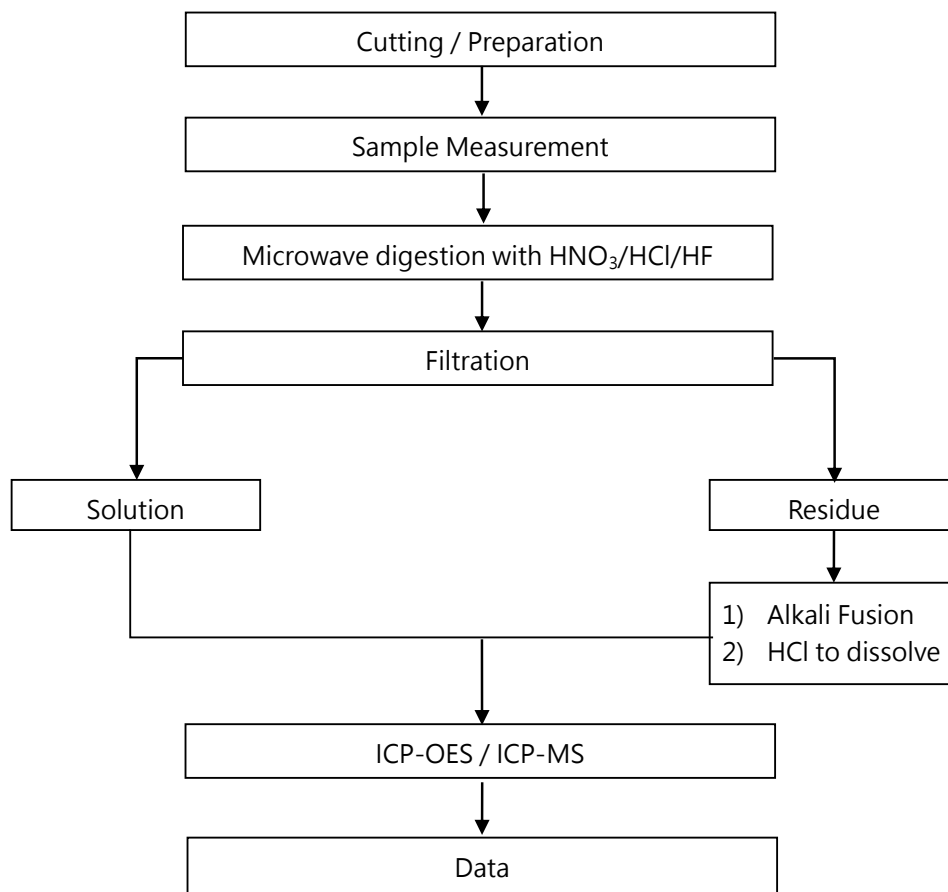 Cutting / Preparation
Sample Measurement
Microwave digestion with HNO₃/HCl/HF
Filtration
Solution
Residue
1) Alkali Fusion
2) HCl to dissolve
ICP-OES / ICP-MS
Data